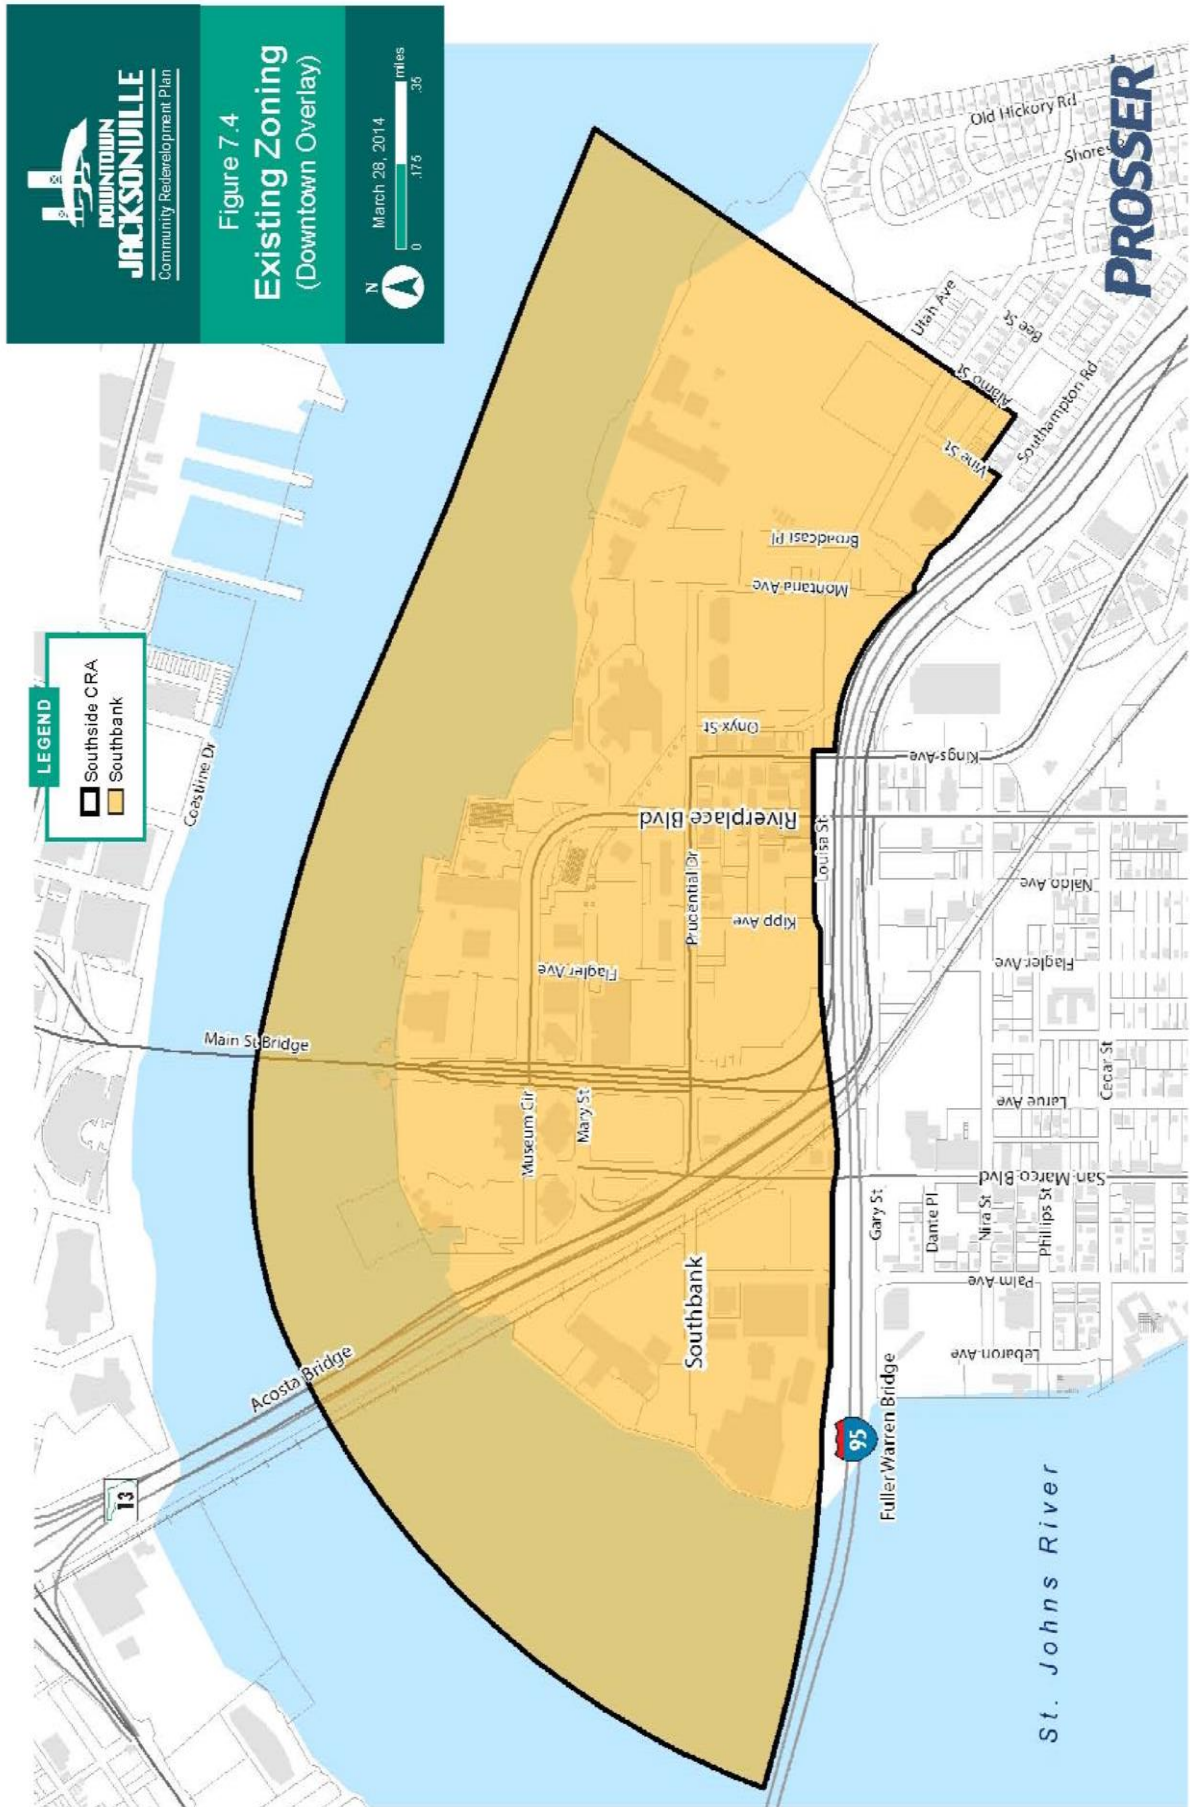 DOWNTOWN
JACKSONVILLE
Community Redevelopment Plan
Figure 7.4
Existing Zoning
(Downtown Overlay)
N
March 28, 2014
0 .175 .35
miles
LEGEND
Southside CRA
Southbank
Coastline Dr
Main St Bridge
Acosta Bridge
13
Museum Cir
Mary St
Flagler Ave
Riverplace Blvd
Prudential Dr
Kipp Ave
Onyx St
Montana Ave
Broadcast Pl
Vine St
Alamo St
Utah Ave
Bee St
Southampton Rd
Old Hickory Rd
Shores
Louisa St
Kings Ave
Naldo Ave
Flagler Ave
Cedar St
Larue Ave
San Marco Blvd
Gary St
Dante Pl
Nira St
Phillips St
Palm Ave
Lebaron Ave
Southbank
95
Fuller Warren Bridge
St. Johns River
PROSSER